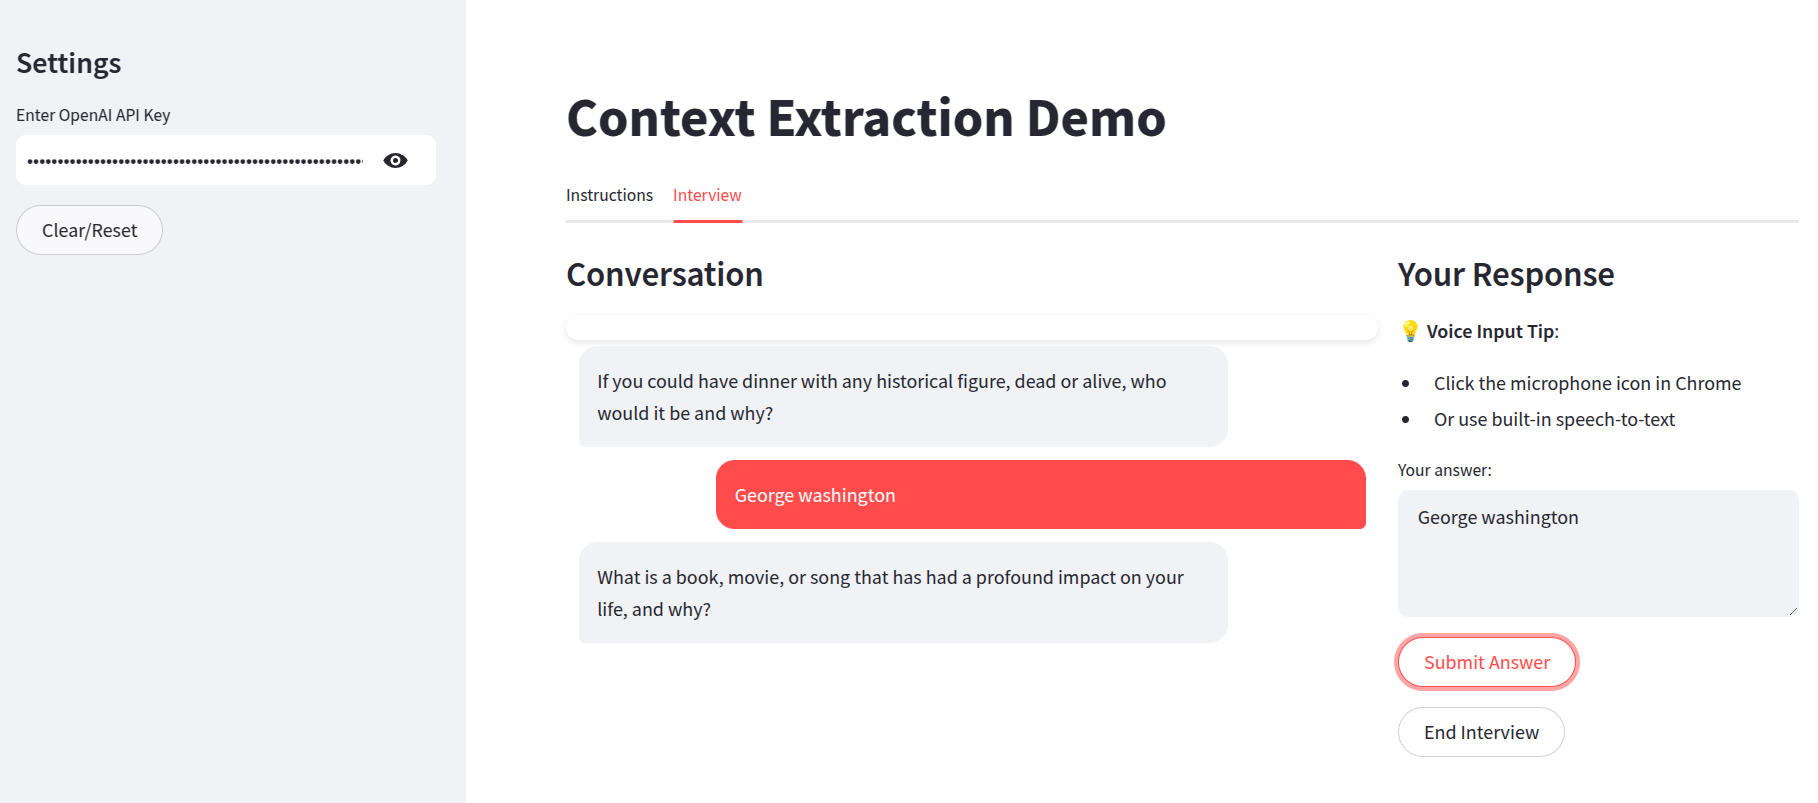 Settings
Enter OpenAI API Key
Clear/Reset
Context Extraction Demo
Instructions
Interview
Conversation
If you could have dinner with any historical figure, dead or alive, who
would it be and why?
George washington
What is a book, movie, or song that has had a profound impact on your
life, and why?
Your Response
💡 Voice Input Tip:
• Click the microphone icon in Chrome
• Or use built-in speech-to-text
Your answer:
George washington
Submit Answer
End Interview